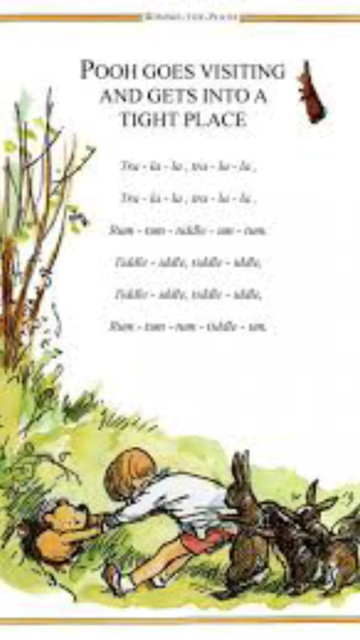 POOH GOES VISITING
AND GETS INTO A
TIGHT PLACE
Tra - la - la, tra - la - la,
Tra - la - la, tra - la - la,
Rum - tum - tiddle - um - tum.
Tiddle - iddle, tiddle - iddle,
Tiddle - iddle, tiddle - iddle,
Rum - tum - tum - tiddle - um.